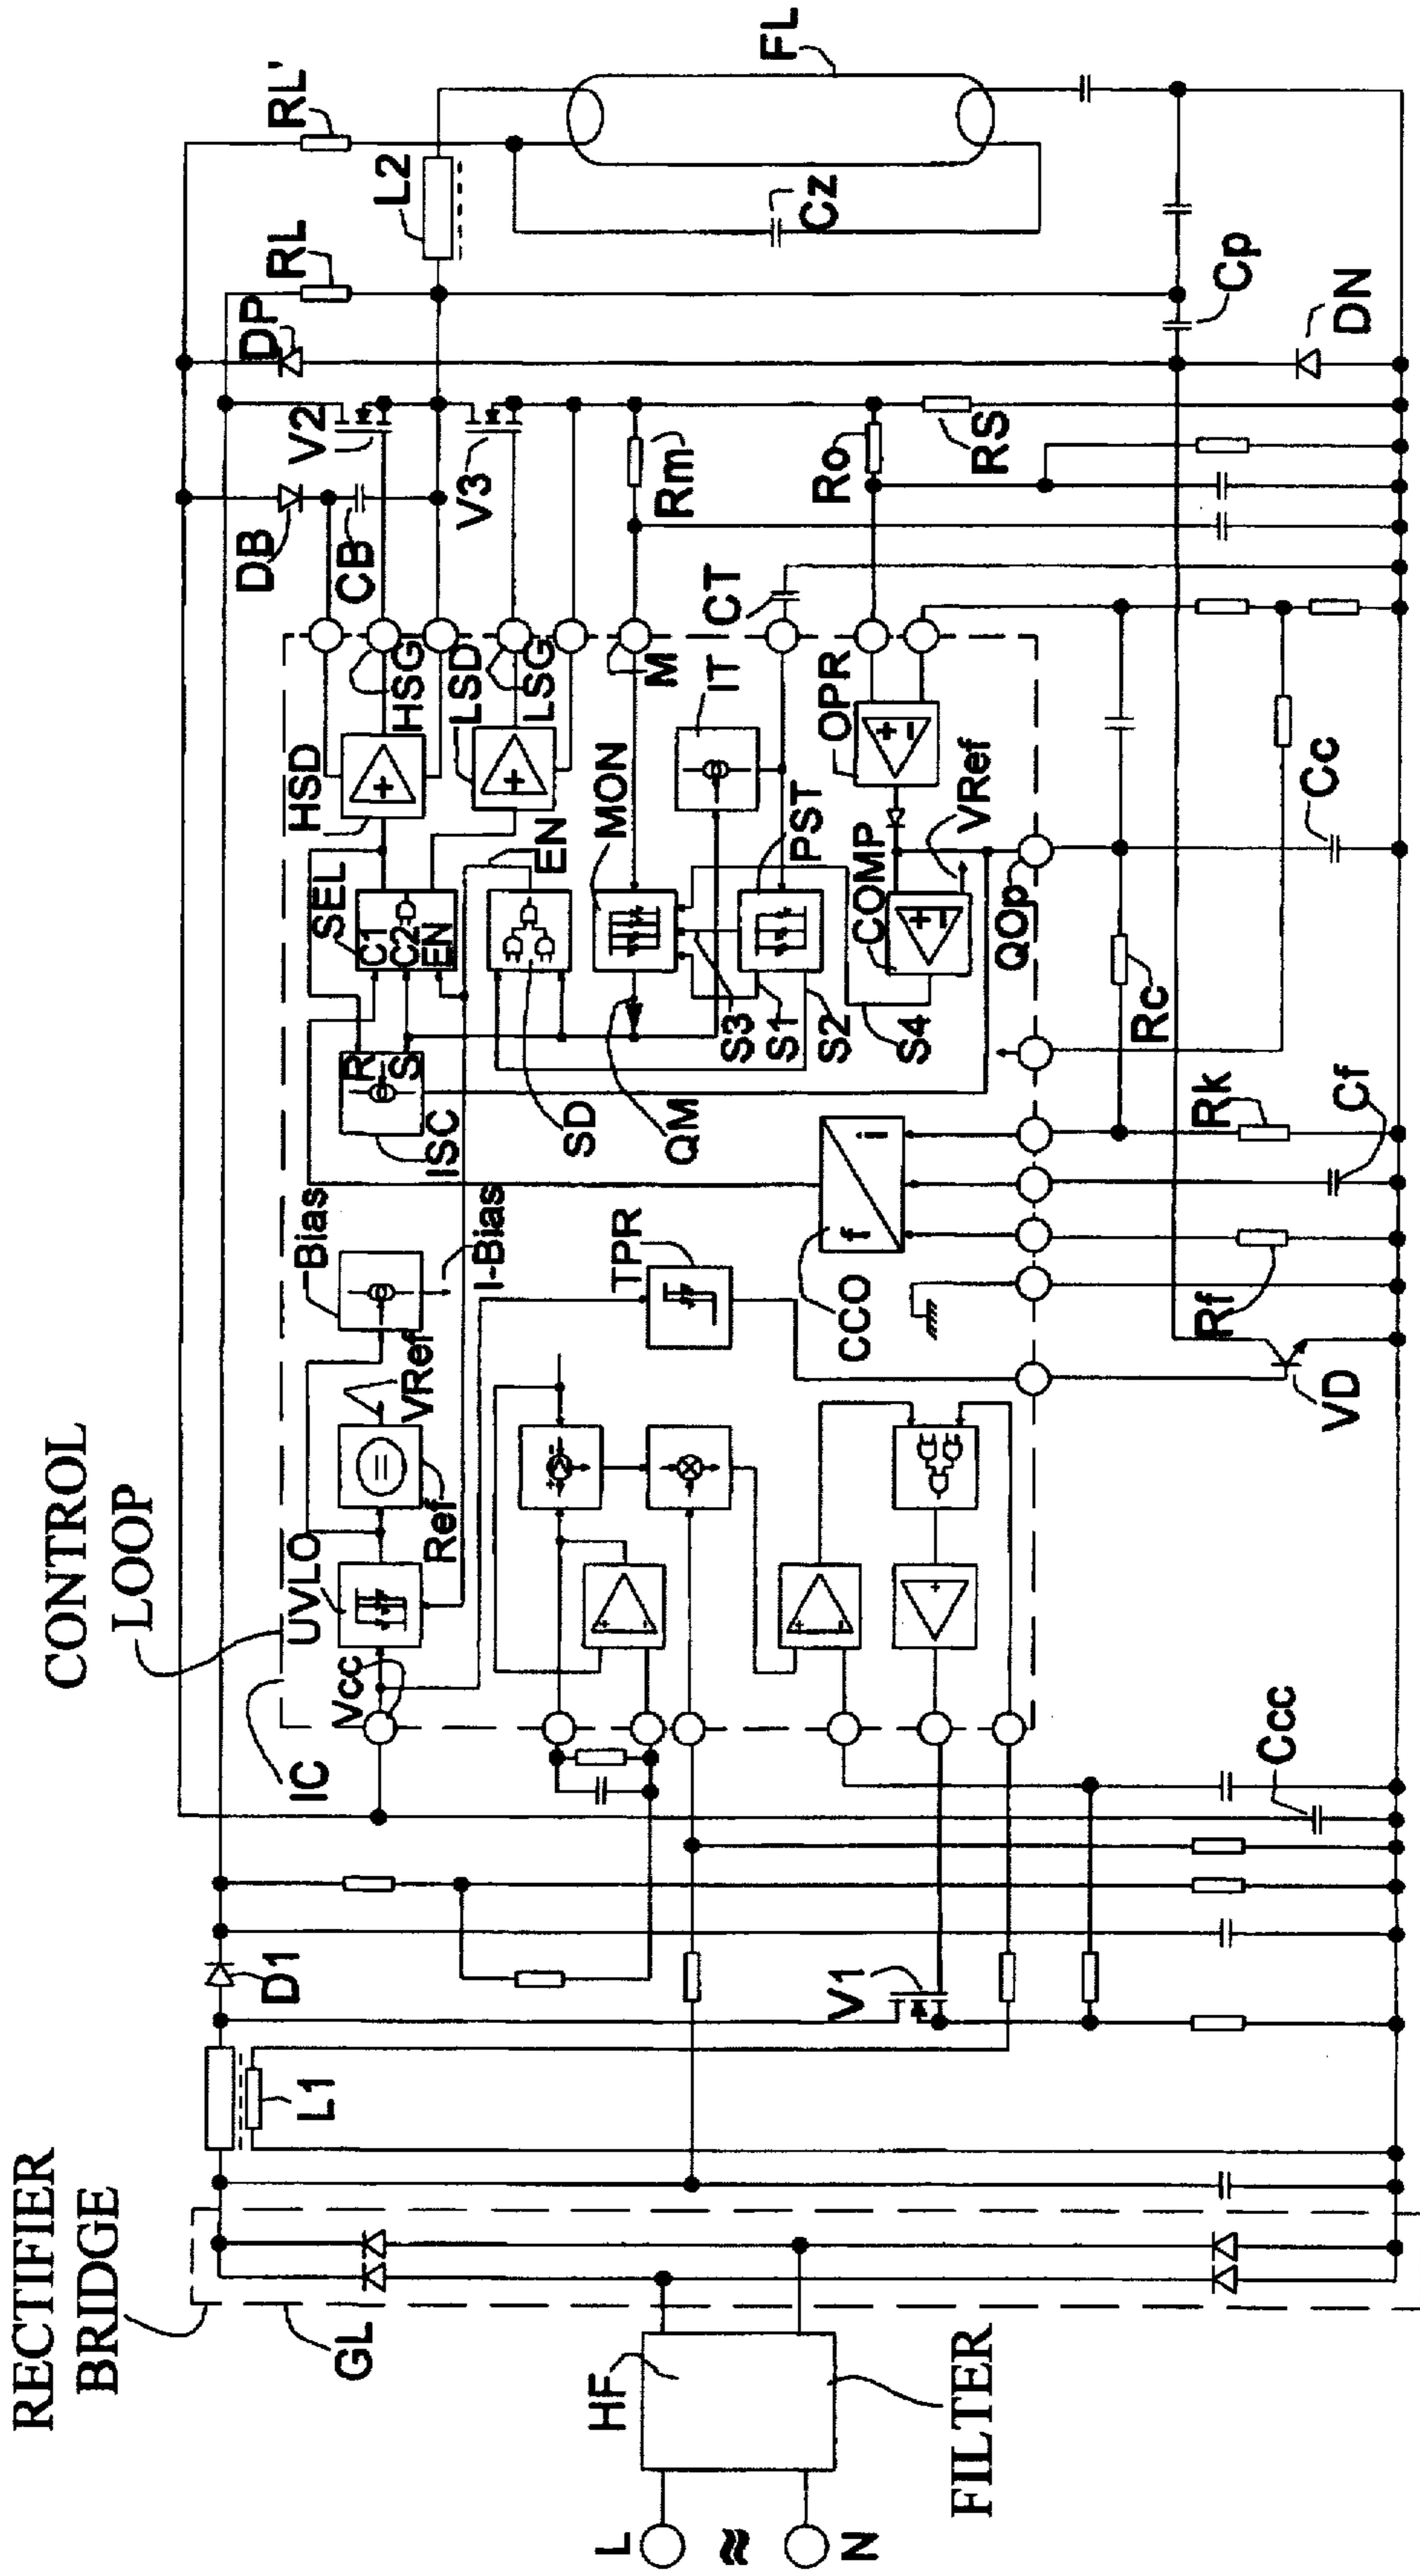 CONTROL
LOOP
RECTIFIER
BRIDGE
FILTER
GL
HF
L
≈
N
L1
D1
V1
IC
Vcc
Ccc
UVLO
Ref
VRef
Bias
I-Bias
TPR
CCO
f
i
ISC
R
S
SEL
C1
C2
EN
HSD
HSG
LSD
LSG
SD
EN
QM
MON
M
S3
S1
S2
S4
PST
IT
CT
COMP
OPR
VRef
QOp
VD
Rf
Cf
Rk
Rc
Cc
DB
CB
V2
V3
DP
RL
RL'
L2
FL
Cz
Cp
DN
Rm
Ro
RS